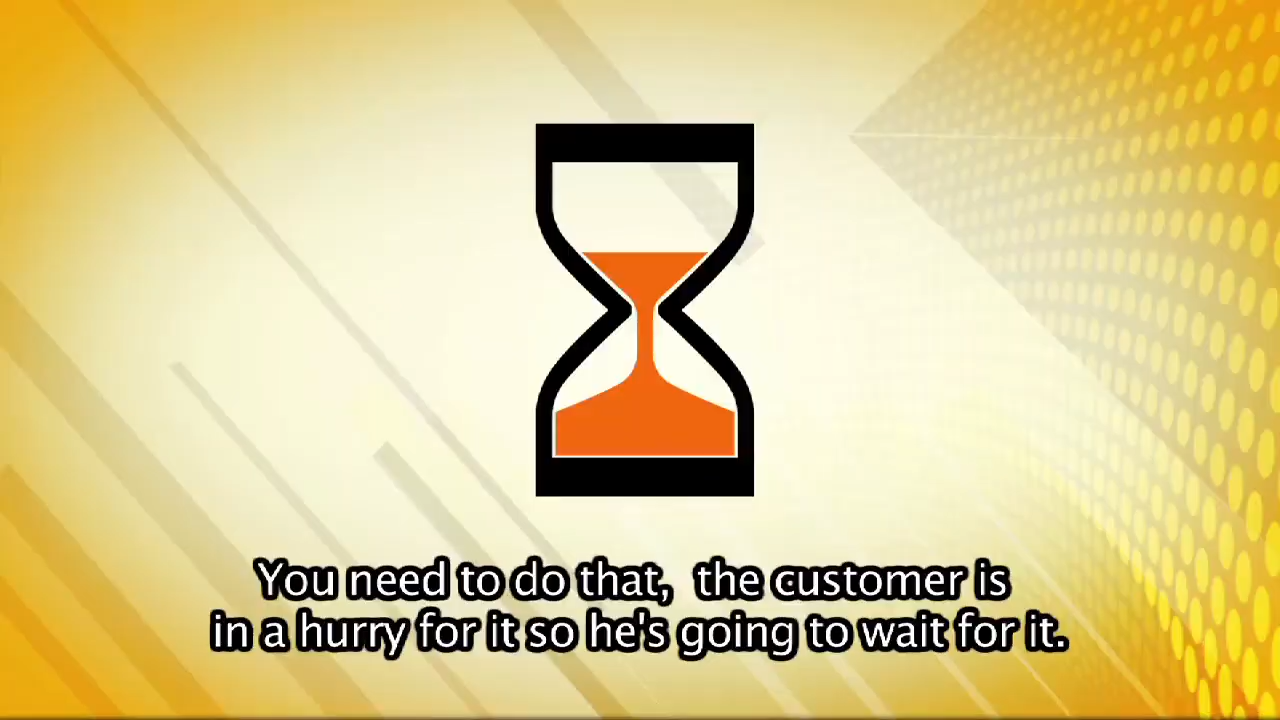 You need to do that,  the customer is
in a hurry for it so he's going to wait for it.